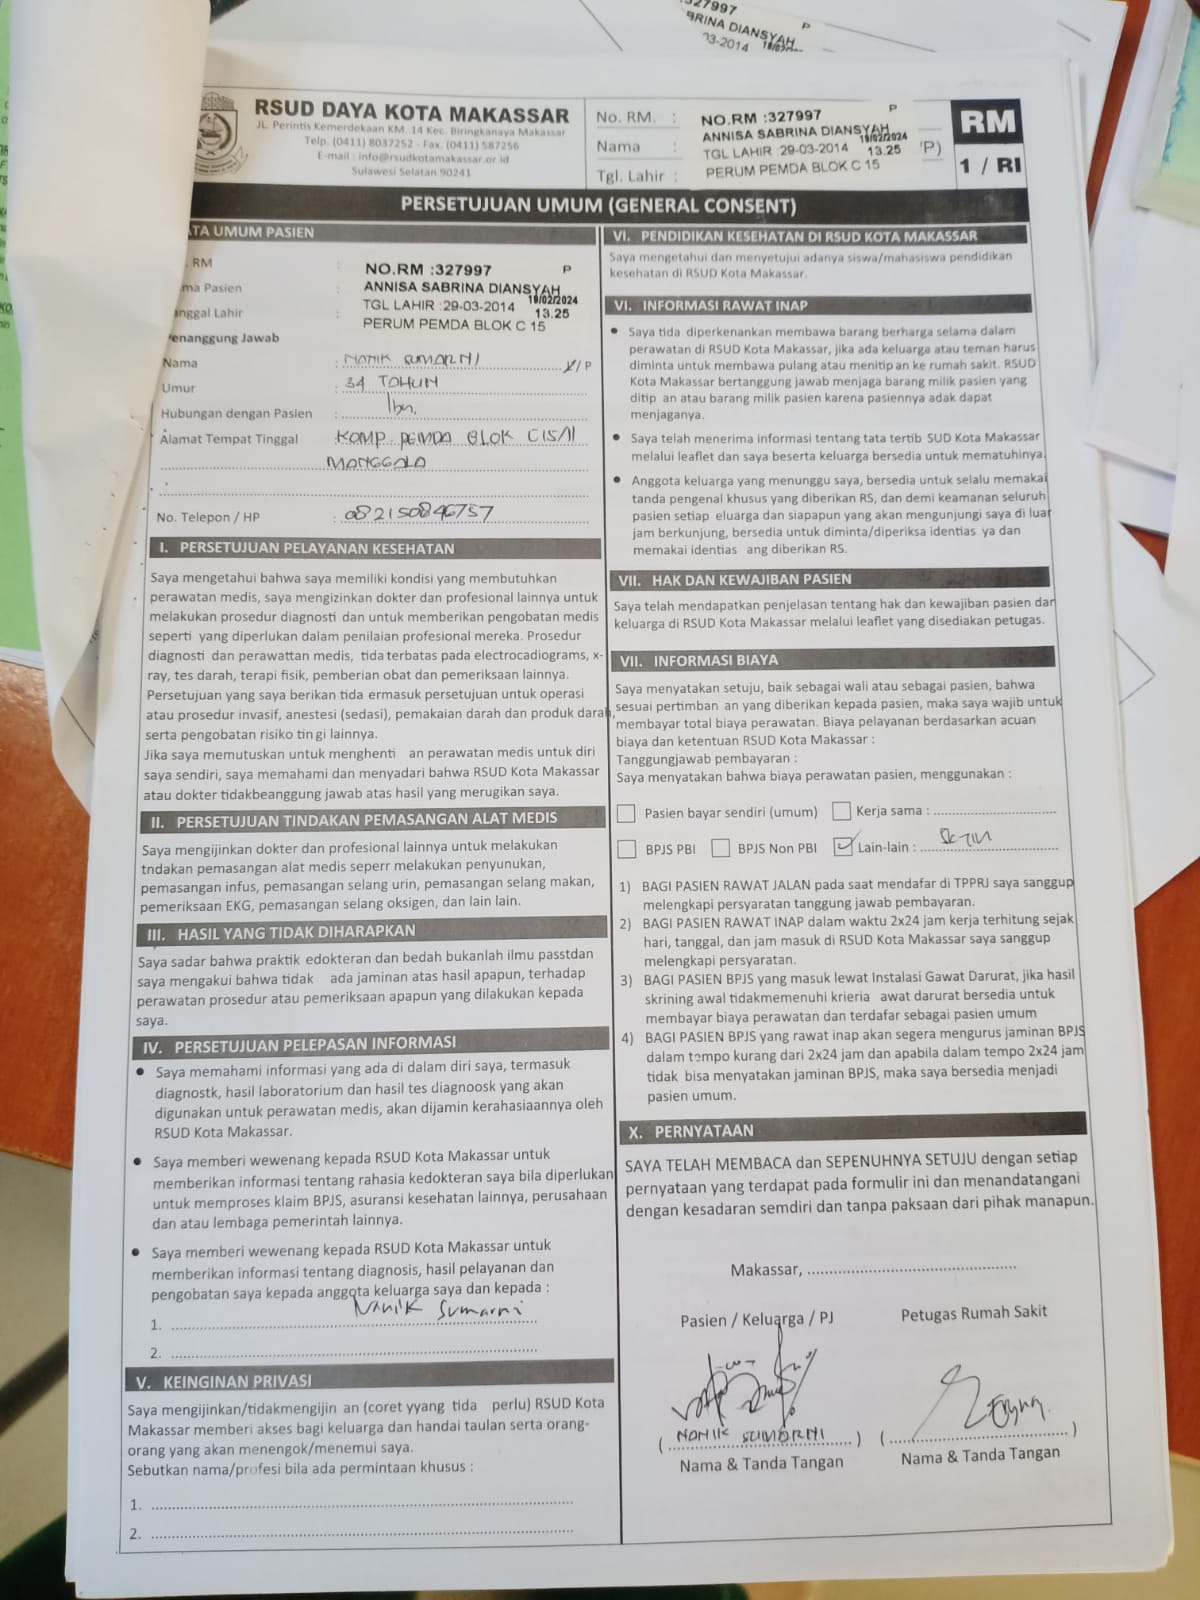 327997
P
BRINA DIANSYAH
03-2014
RSUD DAYA KOTA MAKASSAR
JL. Perintis Kemerdekaan KM. 14 Kec. Biringkanaya Makassar
Telp. (0411) 8037252 - Fax. (0411) 587256
E-mail : info@rsudkotamakassar.or.id
Sulawesi Selatan 90241
No. RM. :
Nama :
Tgl. Lahir :
NO.RM :327997 P
ANNISA SABRINA DIANSYAH
19/02/2024
TGL LAHIR :29-03-2014 13.25
PERUM PEMDA BLOK C 15
/P)
RM
1 / RI
PERSETUJUAN UMUM (GENERAL CONSENT)
TA UMUM PASIEN
. RM :
ma Pasien :
anggal Lahir :
NO.RM :327997 P
ANNISA SABRINA DIANSYAH
19/02/2024
TGL LAHIR :29-03-2014 13.25
PERUM PEMDA BLOK C 15
Penanggung Jawab
Nama : NANIK SUMARNI L/P
Umur : 34 TAHUN
Hubungan dengan Pasien : Ibu.
Alamat Tempat Tinggal : KOMP. PEMDA BLOK C15/11
MANGGALA
No. Telepon / HP : 082150846757
I. PERSETUJUAN PELAYANAN KESEHATAN
Saya mengetahui bahwa saya memiliki kondisi yang membutuhkan
perawatan medis, saya mengizinkan dokter dan profesional lainnya untuk
melakukan prosedur diagnosti dan untuk memberikan pengobatan medis
seperti yang diperlukan dalam penilaian profesional mereka. Prosedur
diagnosti dan perawattan medis, tida terbatas pada electrocadiograms, x-
ray, tes darah, terapi fisik, pemberian obat dan pemeriksaan lainnya.
Persetujuan yang saya berikan tida ermasuk persetujuan untuk operasi
atau prosedur invasif, anestesi (sedasi), pemakaian darah dan produk darah,
serta pengobatan risiko tin gi lainnya.
Jika saya memutuskan untuk menghenti an perawatan medis untuk diri
saya sendiri, saya memahami dan menyadari bahwa RSUD Kota Makassar
atau dokter tidakbeanggung jawab atas hasil yang merugikan saya.
II. PERSETUJUAN TINDAKAN PEMASANGAN ALAT MEDIS
Saya mengijinkan dokter dan profesional lainnya untuk melakukan
tndakan pemasangan alat medis seperr melakukan penyunukan,
pemasangan infus, pemasangan selang urin, pemasangan selang makan,
pemeriksaan EKG, pemasangan selang oksigen, dan lain lain.
III. HASIL YANG TIDAK DIHARAPKAN
Saya sadar bahwa praktik edokteran dan bedah bukanlah ilmu passtdan
saya mengakui bahwa tidak ada jaminan atas hasil apapun, terhadap
perawatan prosedur atau pemeriksaan apapun yang dilakukan kepada
saya.
IV. PERSETUJUAN PELEPASAN INFORMASI
• Saya memahami informasi yang ada di dalam diri saya, termasuk
diagnostk, hasil laboratorium dan hasil tes diagnoosk yang akan
digunakan untuk perawatan medis, akan dijamin kerahasiaannya oleh
RSUD Kota Makassar.
• Saya memberi wewenang kepada RSUD Kota Makassar untuk
memberikan informasi tentang rahasia kedokteran saya bila diperlukan
untuk memproses klaim BPJS, asuransi kesehatan lainnya, perusahaan
dan atau lembaga pemerintah lainnya.
• Saya memberi wewenang kepada RSUD Kota Makassar untuk
memberikan informasi tentang diagnosis, hasil pelayanan dan
pengobatan saya kepada anggota keluarga saya dan kepada :
1. Nanik Sumarni
2.
V. KEINGINAN PRIVASI
Saya mengijinkan/tidakmengijin an (coret yyang tida perlu) RSUD Kota
Makassar memberi akses bagi keluarga dan handai taulan serta orang-
orang yang akan menengok/menemui saya.
Sebutkan nama/profesi bila ada permintaan khusus :
1.
2.
VI. PENDIDIKAN KESEHATAN DI RSUD KOTA MAKASSAR
Saya mengetahui dan menyetujui adanya siswa/mahasiswa pendidikan
kesehatan di RSUD Kota Makassar.
VI. INFORMASI RAWAT INAP
• Saya tida diperkenankan membawa barang berharga selama dalam
perawatan di RSUD Kota Makassar, jika ada keluarga atau teman harus
diminta untuk membawa pulang atau menitip an ke rumah sakit. RSUD
Kota Makassar bertanggung jawab menjaga barang milik pasien yang
ditip an atau barang milik pasien karena pasiennya adak dapat
menjaganya.
• Saya telah menerima informasi tentang tata tertib SUD Kota Makassar
melalui leaflet dan saya beserta keluarga bersedia untuk mematuhinya.
• Anggota keluarga yang menunggu saya, bersedia untuk selalu memakai
tanda pengenal khusus yang diberikan RS, dan demi keamanan seluruh
pasien setiap eluarga dan siapapun yang akan mengunjungi saya di luar
jam berkunjung, bersedia untuk diminta/diperiksa identias ya dan
memakai identias ang diberikan RS.
VII. HAK DAN KEWAJIBAN PASIEN
Saya telah mendapatkan penjelasan tentang hak dan kewajiban pasien dar
keluarga di RSUD Kota Makassar melalui leaflet yang disediakan petugas.
VII. INFORMASI BIAYA
Saya menyatakan setuju, baik sebagai wali atau sebagai pasien, bahwa
sesuai pertimban an yang diberikan kepada pasien, maka saya wajib untuk
membayar total biaya perawatan. Biaya pelayanan berdasarkan acuan
biaya dan ketentuan RSUD Kota Makassar :
Tanggungjawab pembayaran :
Saya menyatakan bahwa biaya perawatan pasien, menggunakan :
Pasien bayar sendiri (umum) Kerja sama :
BPJS PBI BPJS Non PBI Lain-lain :
1) BAGI PASIEN RAWAT JALAN pada saat mendafar di TPPRJ saya sanggup
melengkapi persyaratan tanggung jawab pembayaran.
2) BAGI PASIEN RAWAT INAP dalam waktu 2x24 jam kerja terhitung sejak
hari, tanggal, dan jam masuk di RSUD Kota Makassar saya sanggup
melengkapi persyaratan.
3) BAGI PASIEN BPJS yang masuk lewat Instalasi Gawat Darurat, jika hasil
skrining awal tidakmemenuhi krieria awat darurat bersedia untuk
membayar biaya perawatan dan terdafar sebagai pasien umum
4) BAGI PASIEN BPJS yang rawat inap akan segera mengurus jaminan BPJS
dalam tempo kurang dari 2x24 jam dan apabila dalam tempo 2x24 jam
tidak bisa menyatakan jaminan BPJS, maka saya bersedia menjadi
pasien umum.
X. PERNYATAAN
SAYA TELAH MEMBACA dan SEPENUHNYA SETUJU dengan setiap
pernyataan yang terdapat pada formulir ini dan menandatangani
dengan kesadaran semdiri dan tanpa paksaan dari pihak manapun.
Makassar,
Pasien / Keluarga / PJ Petugas Rumah Sakit
( NANIK SUMARNI ) ( )
Nama & Tanda Tangan Nama & Tanda Tangan